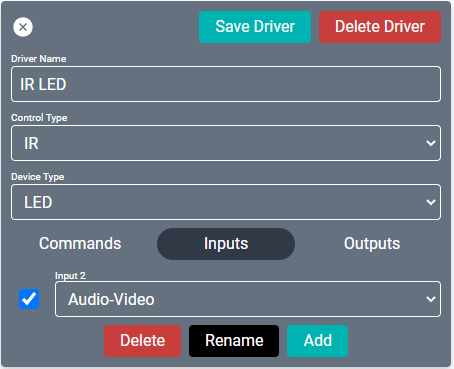 Save Driver
Delete Driver
Driver Name
IR LED
Control Type
IR
Device Type
LED
Commands
Inputs
Outputs
Input 2
Audio-Video
Delete
Rename
Add